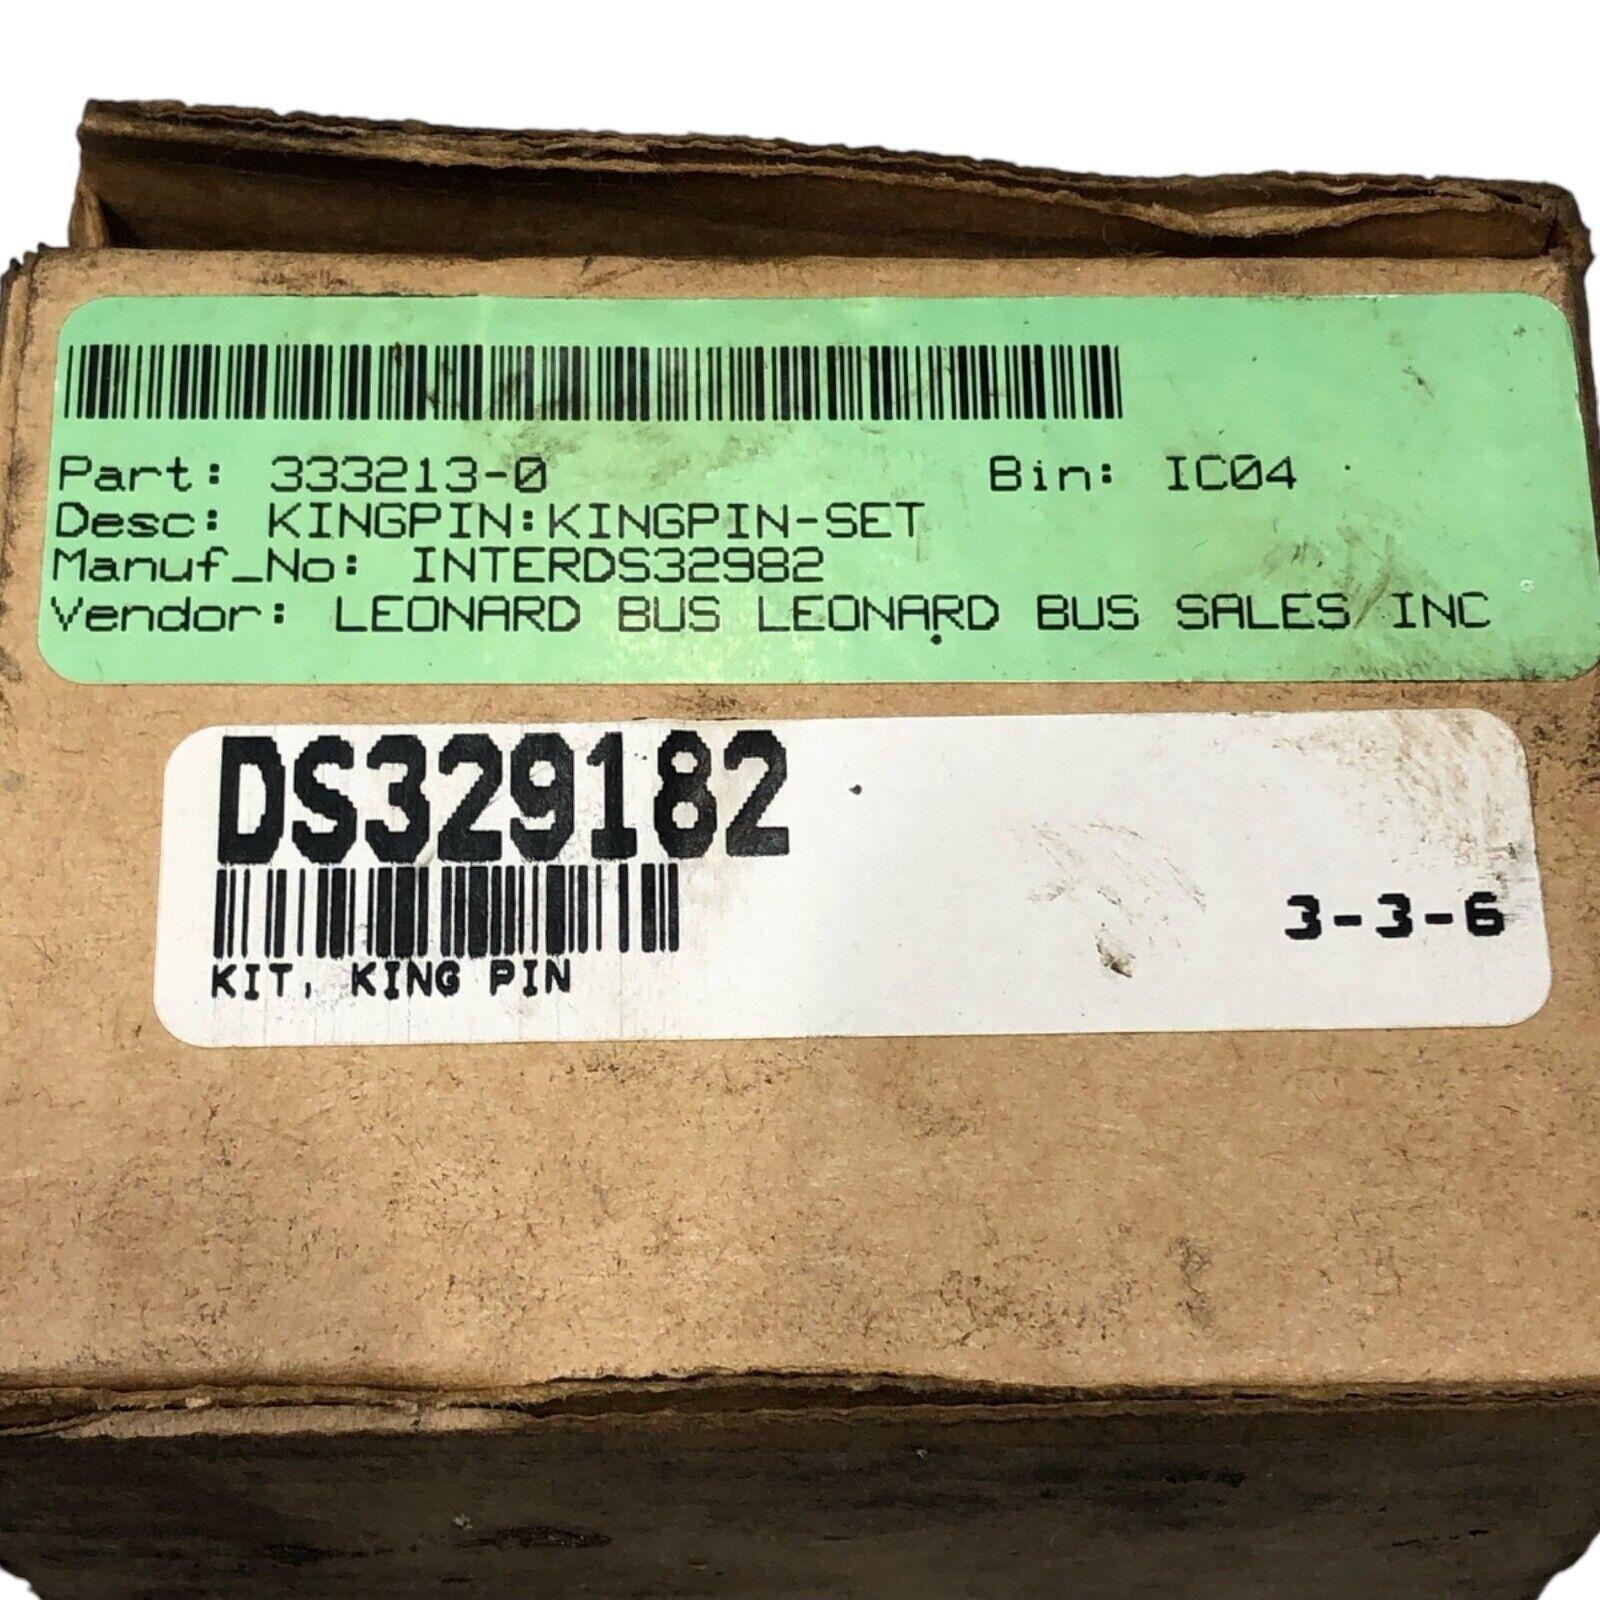 Part: 333213-0 Bin: IC04
Desc: KINGPIN:KINGPIN-SET
Manuf_No: INTERDS32982
Vendor: LEONARD BUS LEONARD BUS SALES INC
DS329182
3-3-6
KIT, KING PIN